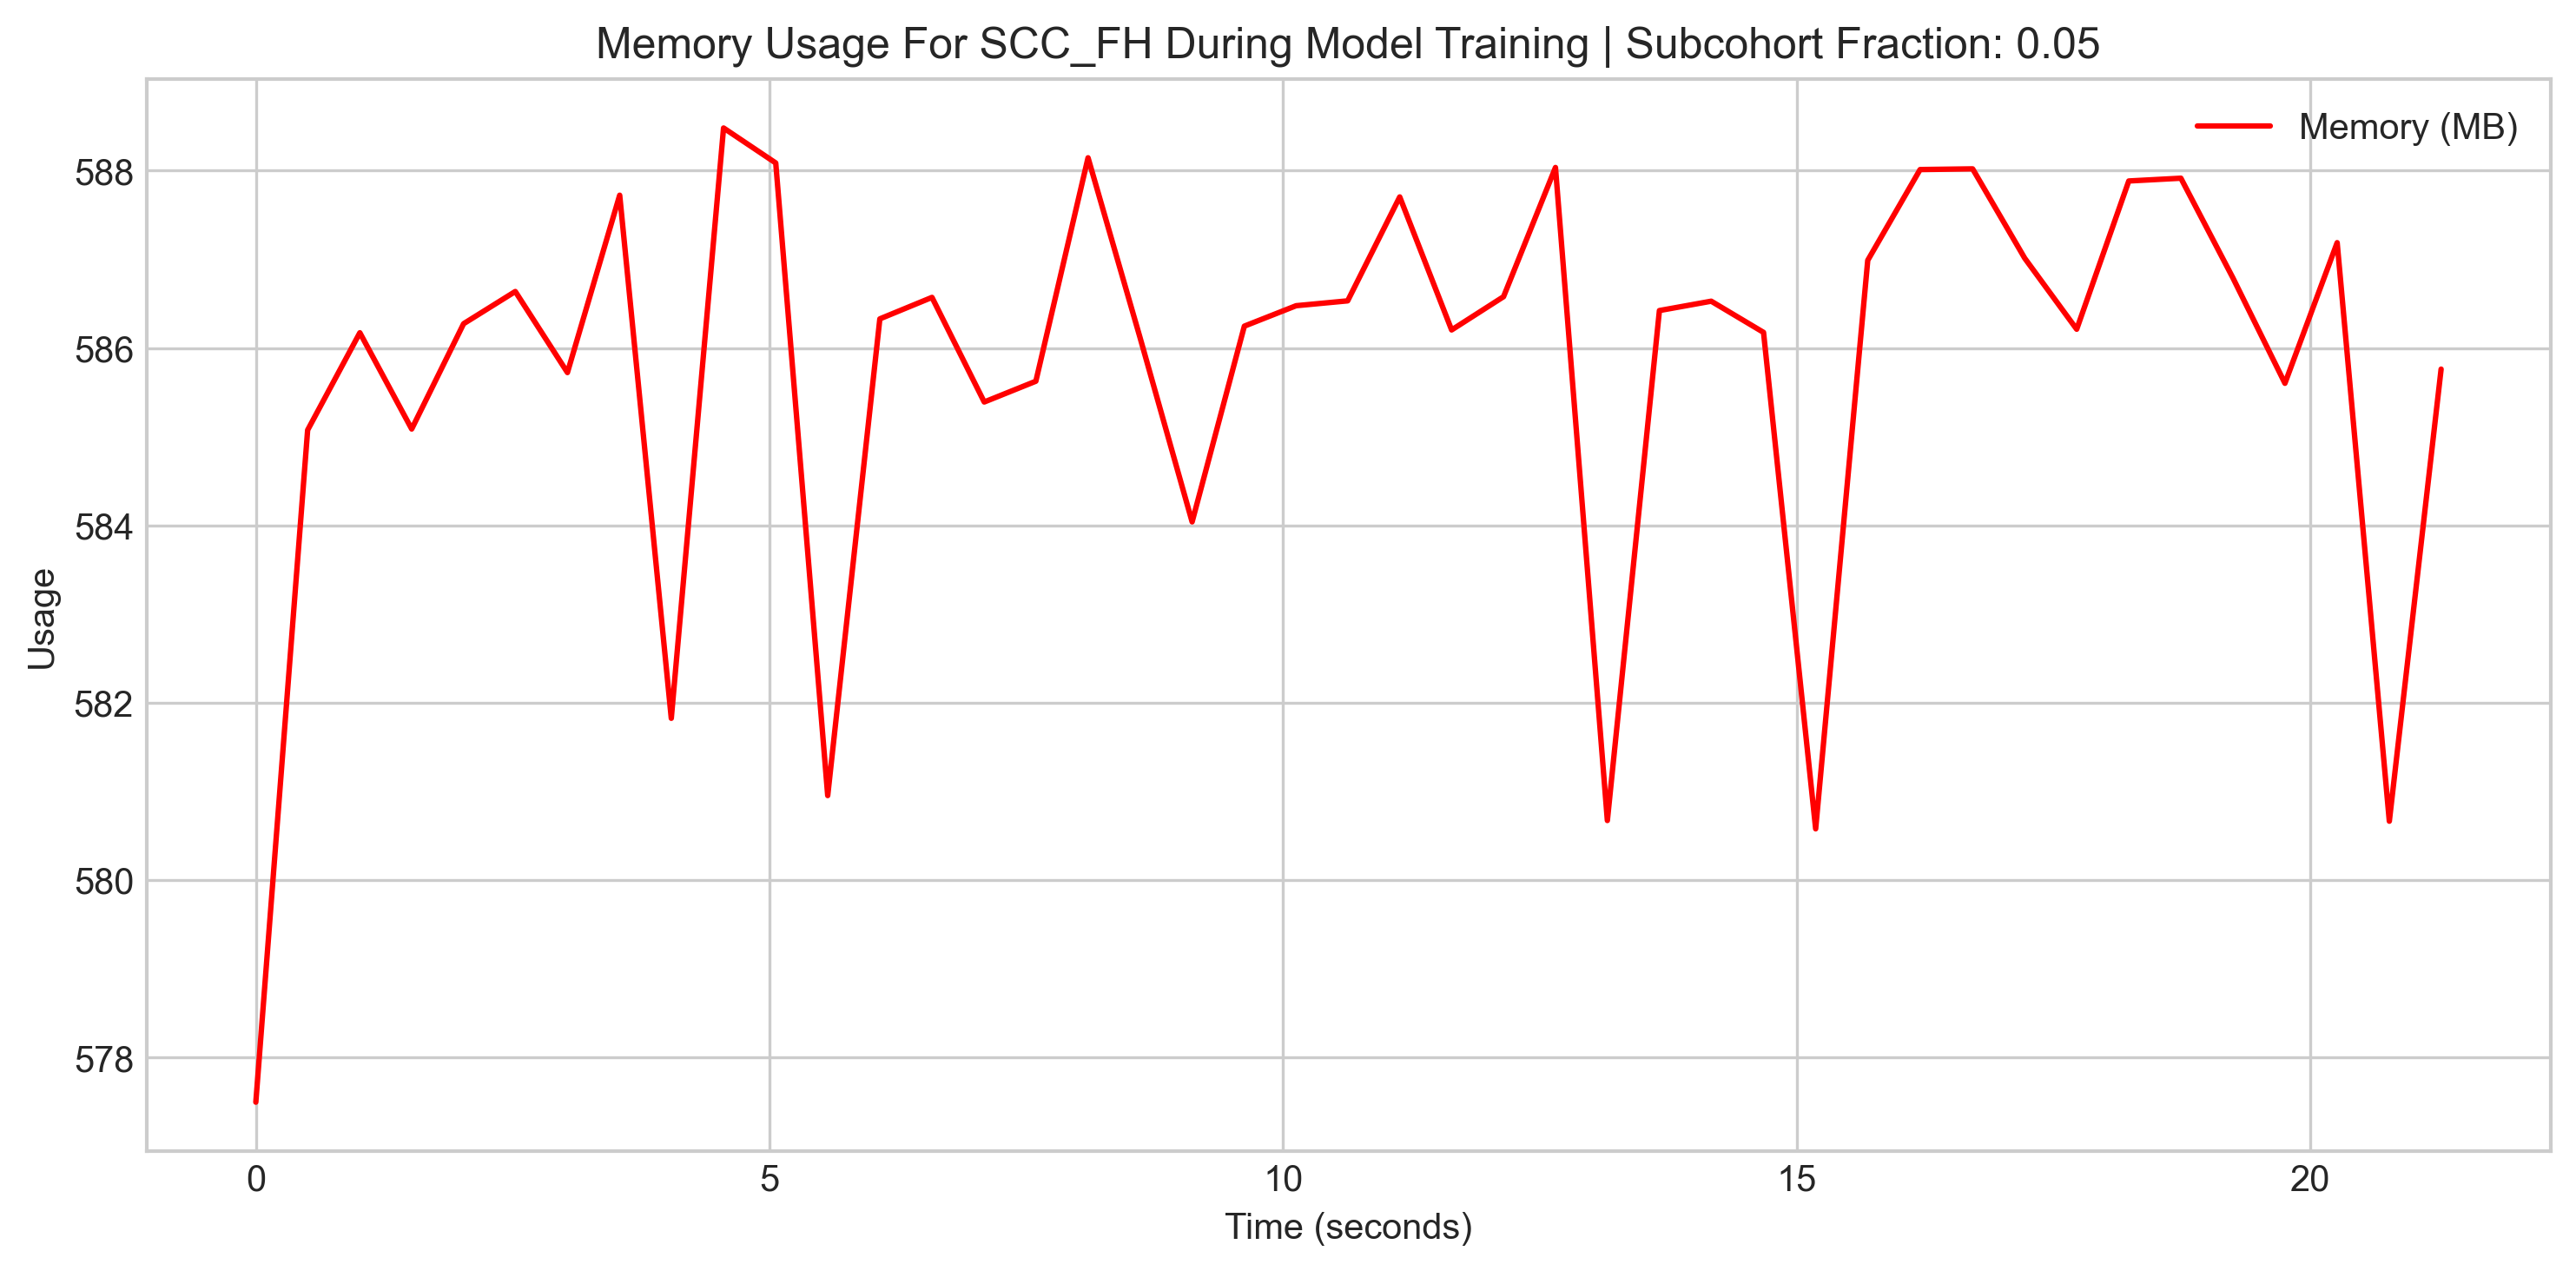 Memory Usage For SCC_FH During Model Training | Subcohort Fraction: 0.05
Memory (MB)
588
586
584
582
580
578
Usage
0 5 10 15 20
Time (seconds)